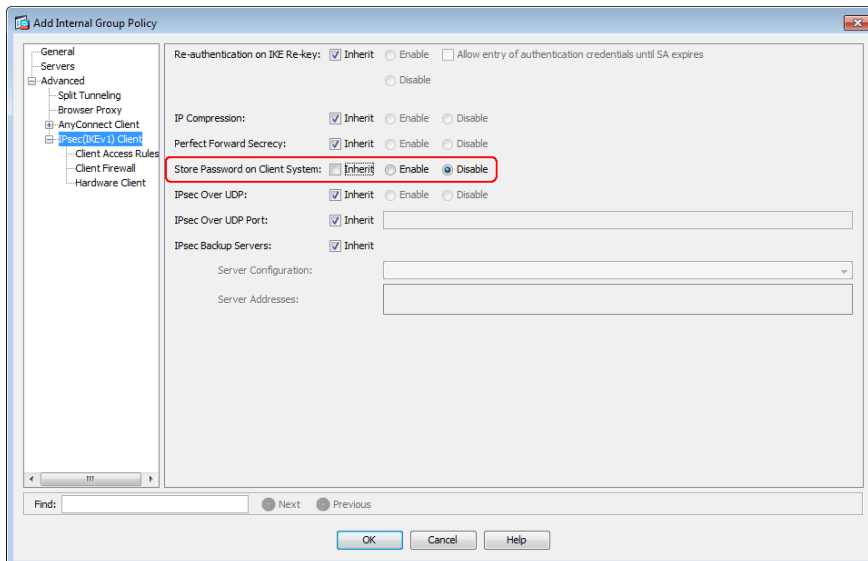 Add Internal Group Policy
General
Servers
Advanced
Split Tunneling
Browser Proxy
AnyConnect Client
IPsec(IKEv1) Client
Client Access Rules
Client Firewall
Hardware Client
Re-authentication on IKE Re-key: Inherit Enable Allow entry of authentication credentials until SA expires
Disable
IP Compression: Inherit Enable Disable
Perfect Forward Secrecy: Inherit Enable Disable
Store Password on Client System: Inherit Enable Disable
IPsec Over UDP: Inherit Enable Disable
IPsec Over UDP Port: Inherit
IPsec Backup Servers: Inherit
Server Configuration:
Server Addresses:
Find: Next Previous
OK Cancel Help